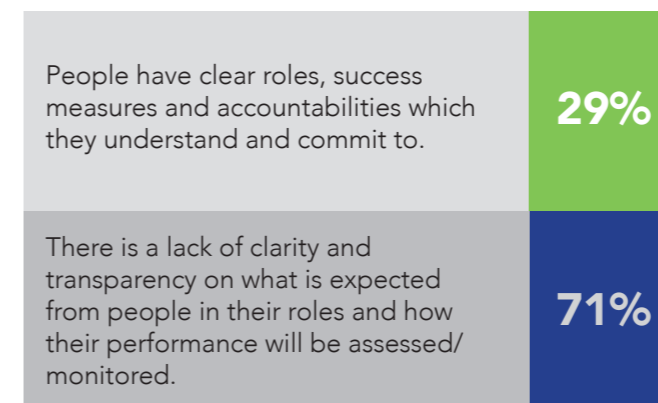 People have clear roles, success
measures and accountabilities which
they understand and commit to.
29%
There is a lack of clarity and
transparency on what is expected
from people in their roles and how
their performance will be assessed/
monitored.
71%